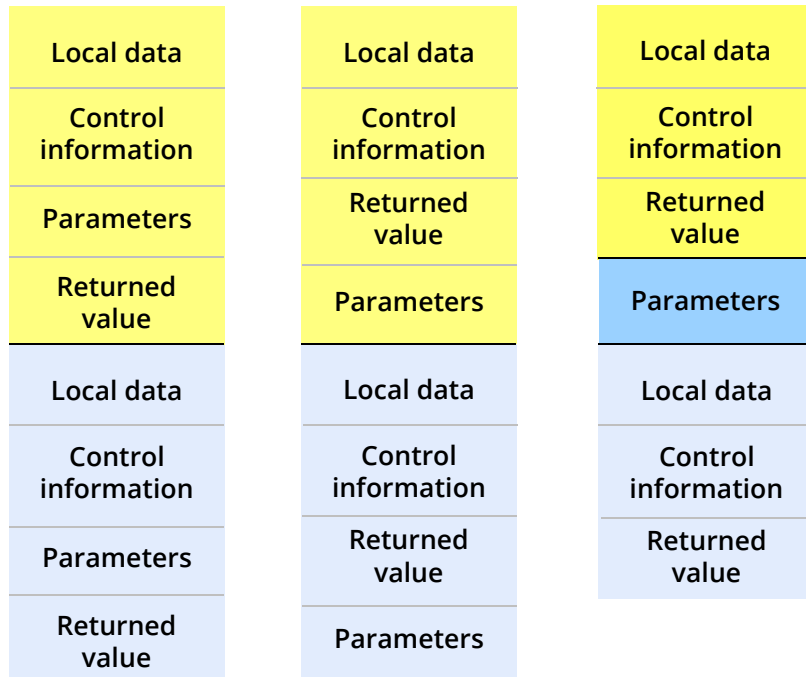 Local data
Control
information
Parameters
Returned
value
Local data
Control
information
Parameters
Returned
value
Local data
Control
information
Returned
value
Parameters
Local data
Control
information
Returned
value
Parameters
Local data
Control
information
Returned
value
Parameters
Local data
Control
information
Returned
value